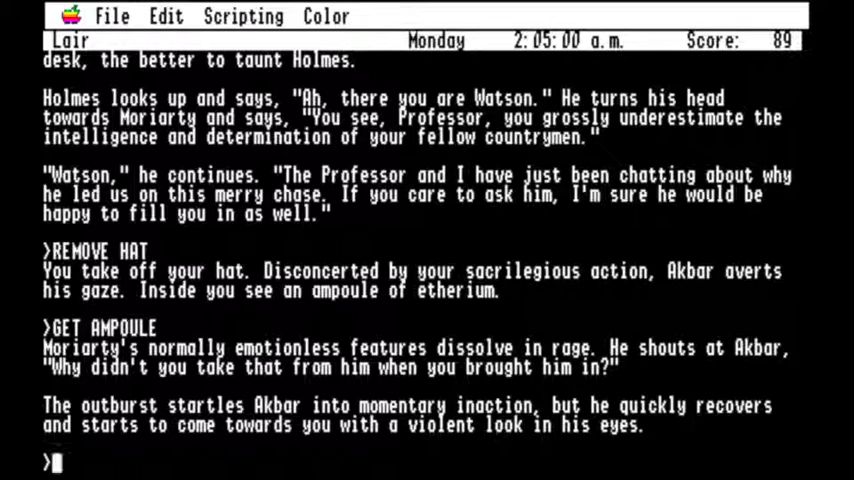 File Edit Scripting Color
Lair Monday 2:05:00 a.m. Score: 89
desk, the better to taunt Holmes.
Holmes looks up and says, "Ah, there you are Watson." He turns his head
towards Moriarty and says, "You see, Professor, you grossly underestimate the
intelligence and determination of your fellow countrymen."
"Watson," he continues. "The Professor and I have just been chatting about why
he led us on this merry chase. If you care to ask him, I'm sure he would be
happy to fill you in as well."
>REMOVE HAT
You take off your hat. Disconcerted by your sacrilegious action, Akbar averts
his gaze. Inside you see an ampoule of etherium.
>GET AMPOULE
Moriarty's normally emotionless features dissolve in rage. He shouts at Akbar,
"Why didn't you take that from him when you brought him in?"
The outburst startles Akbar into momentary inaction, but he quickly recovers
and starts to come towards you with a violent look in his eyes.
>